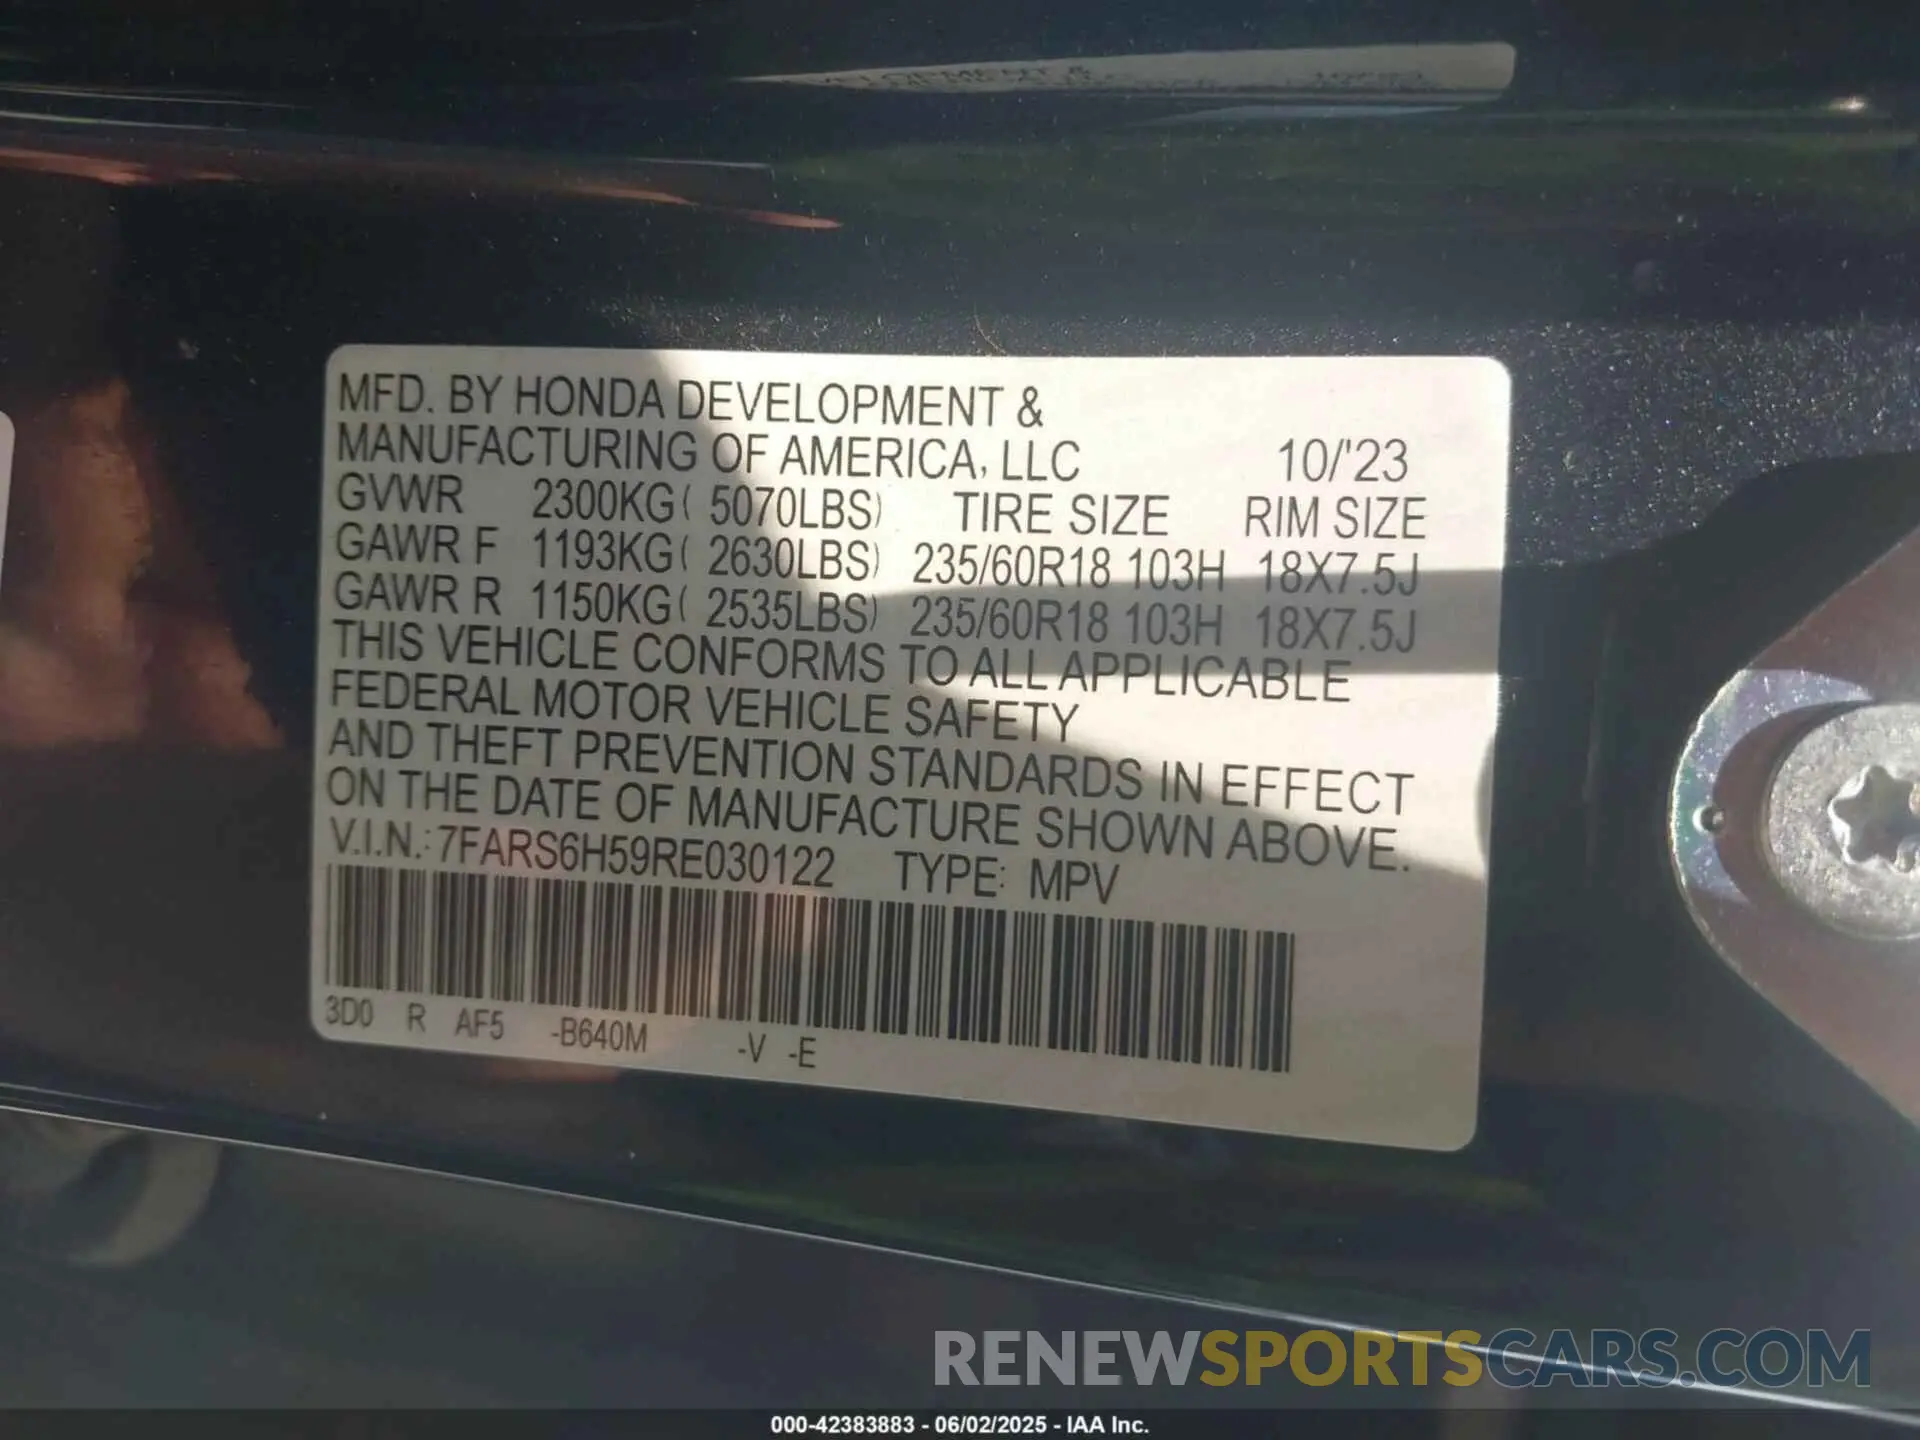 MFD. BY HONDA DEVELOPMENT &
MANUFACTURING OF AMERICA, LLC 10/'23
GVWR 2300KG( 5070LBS) TIRE SIZE RIM SIZE
GAWR F 1193KG( 2630LBS) 235/60R18 103H 18X7.5J
GAWR R 1150KG( 2535LBS) 235/60R18 103H 18X7.5J
THIS VEHICLE CONFORMS TO ALL APPLICABLE
FEDERAL MOTOR VEHICLE SAFETY
AND THEFT PREVENTION STANDARDS IN EFFECT
ON THE DATE OF MANUFACTURE SHOWN ABOVE.
V.I.N.: 7FARS6H59RE030122 TYPE: MPV
3D0 R AF5 -B640M -V -E
RENEWSPORTSCARS.COM
000-42383883 - 06/02/2025 - IAA Inc.